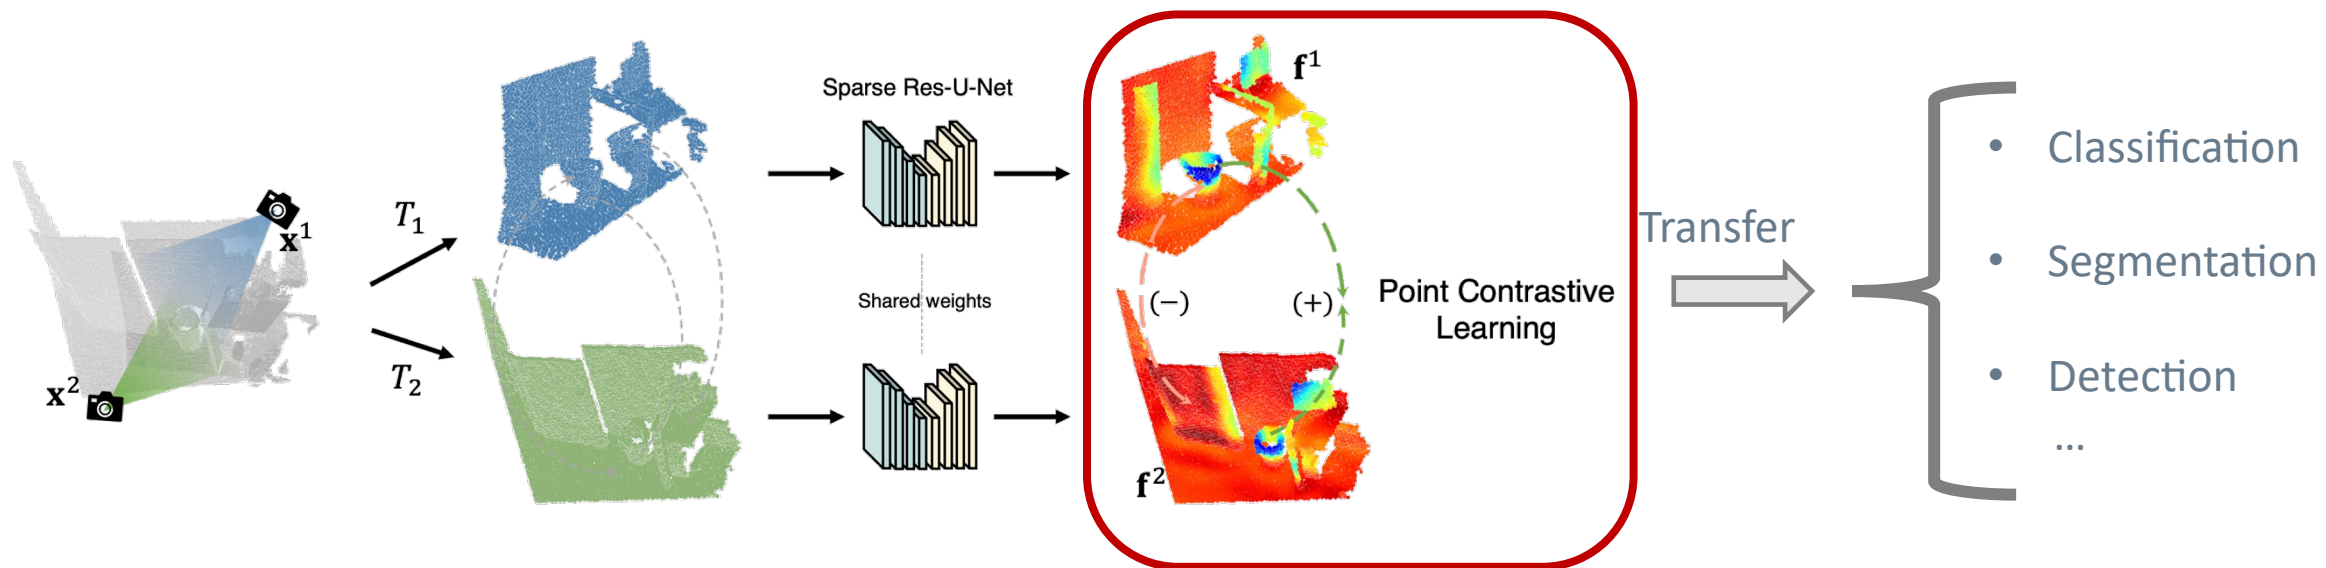 x¹
x²
T₁
T₂
Sparse Res-U-Net
Shared weights
f¹
(−)
(+)
Point Contrastive
Learning
f²
Transfer
• Classification
• Segmentation
• Detection
...